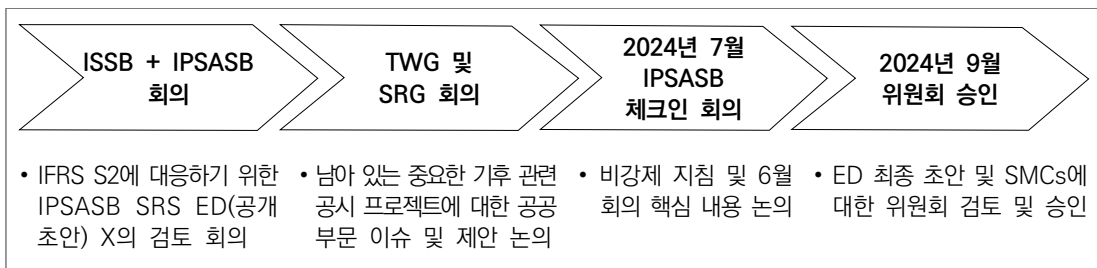 ISSB + IPSASB
회의
TWG 및
SRG 회의
2024년 7월
IPSASB
체크인 회의
2024년 9월
위원회 승인
• IFRS S2에 대응하기 위한
IPSASB SRS ED(공개
초안) X의 검토 회의
• 남아 있는 중요한 기후 관련
공시 프로젝트에 대한 공공
부문 이슈 및 제안 논의
• 비강제 지침 및 6월
회의 핵심 내용 논의
• ED 최종 초안 및 SMCs에
대한 위원회 검토 및 승인